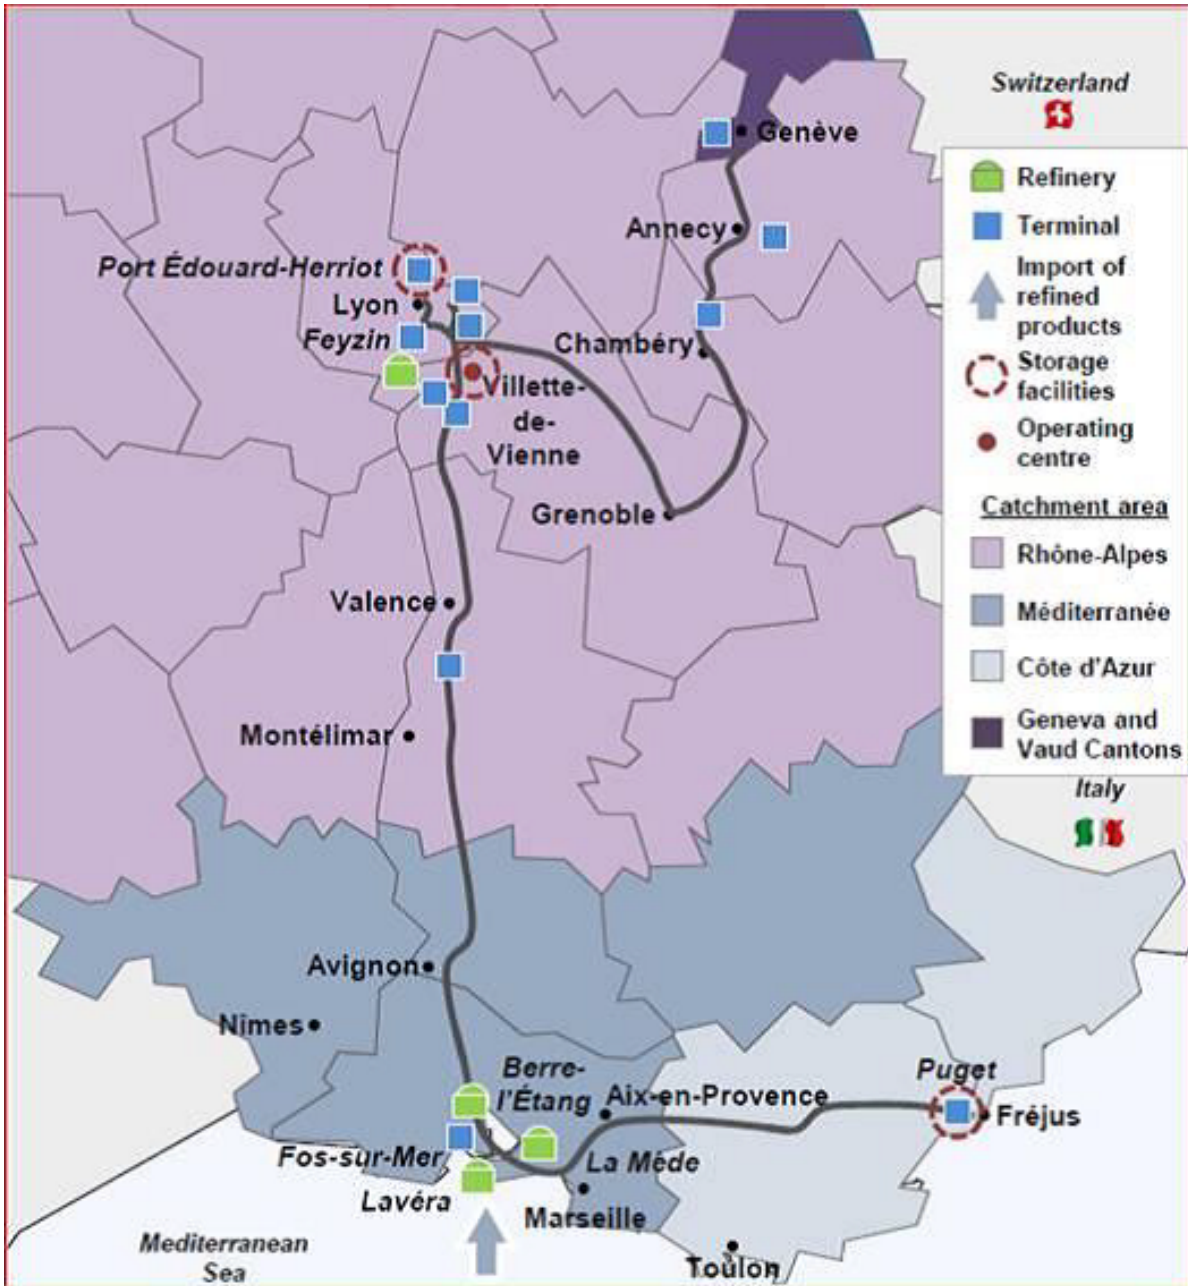 Switzerland
Genève
Refinery
Annecy
Terminal
Port Édouard-Herriot
Import of
refined
products
Lyon
Feyzin
Chambéry
Storage
facilities
Villette-
de-
Vienne
Operating
centre
Grenoble
Catchment area
Rhône-Alpes
Valence
Méditerranée
Côte d'Azur
Montélimar
Geneva and
Vaud Cantons
Italy
Avignon
Nîmes
Berre-
l'Étang
Aix-en-Provence
Puget
Fréjus
Fos-sur-Mer
La Mède
Lavéra
Marseille
Mediterranean
Sea
Toulon